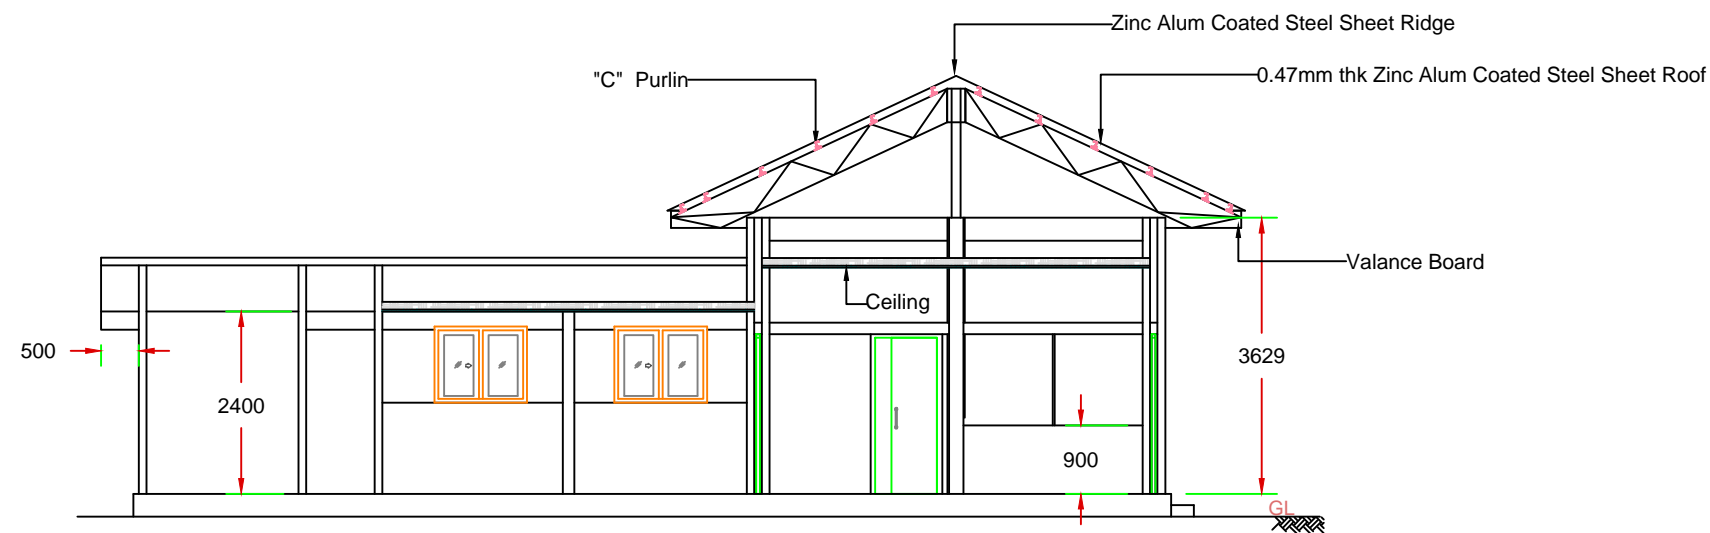 Zinc Alum Coated Steel Sheet Ridge
"C" Purlin
0.47mm thk Zinc Alum Coated Steel Sheet Roof
Valance Board
Ceiling
500
3629
2400
900
GL